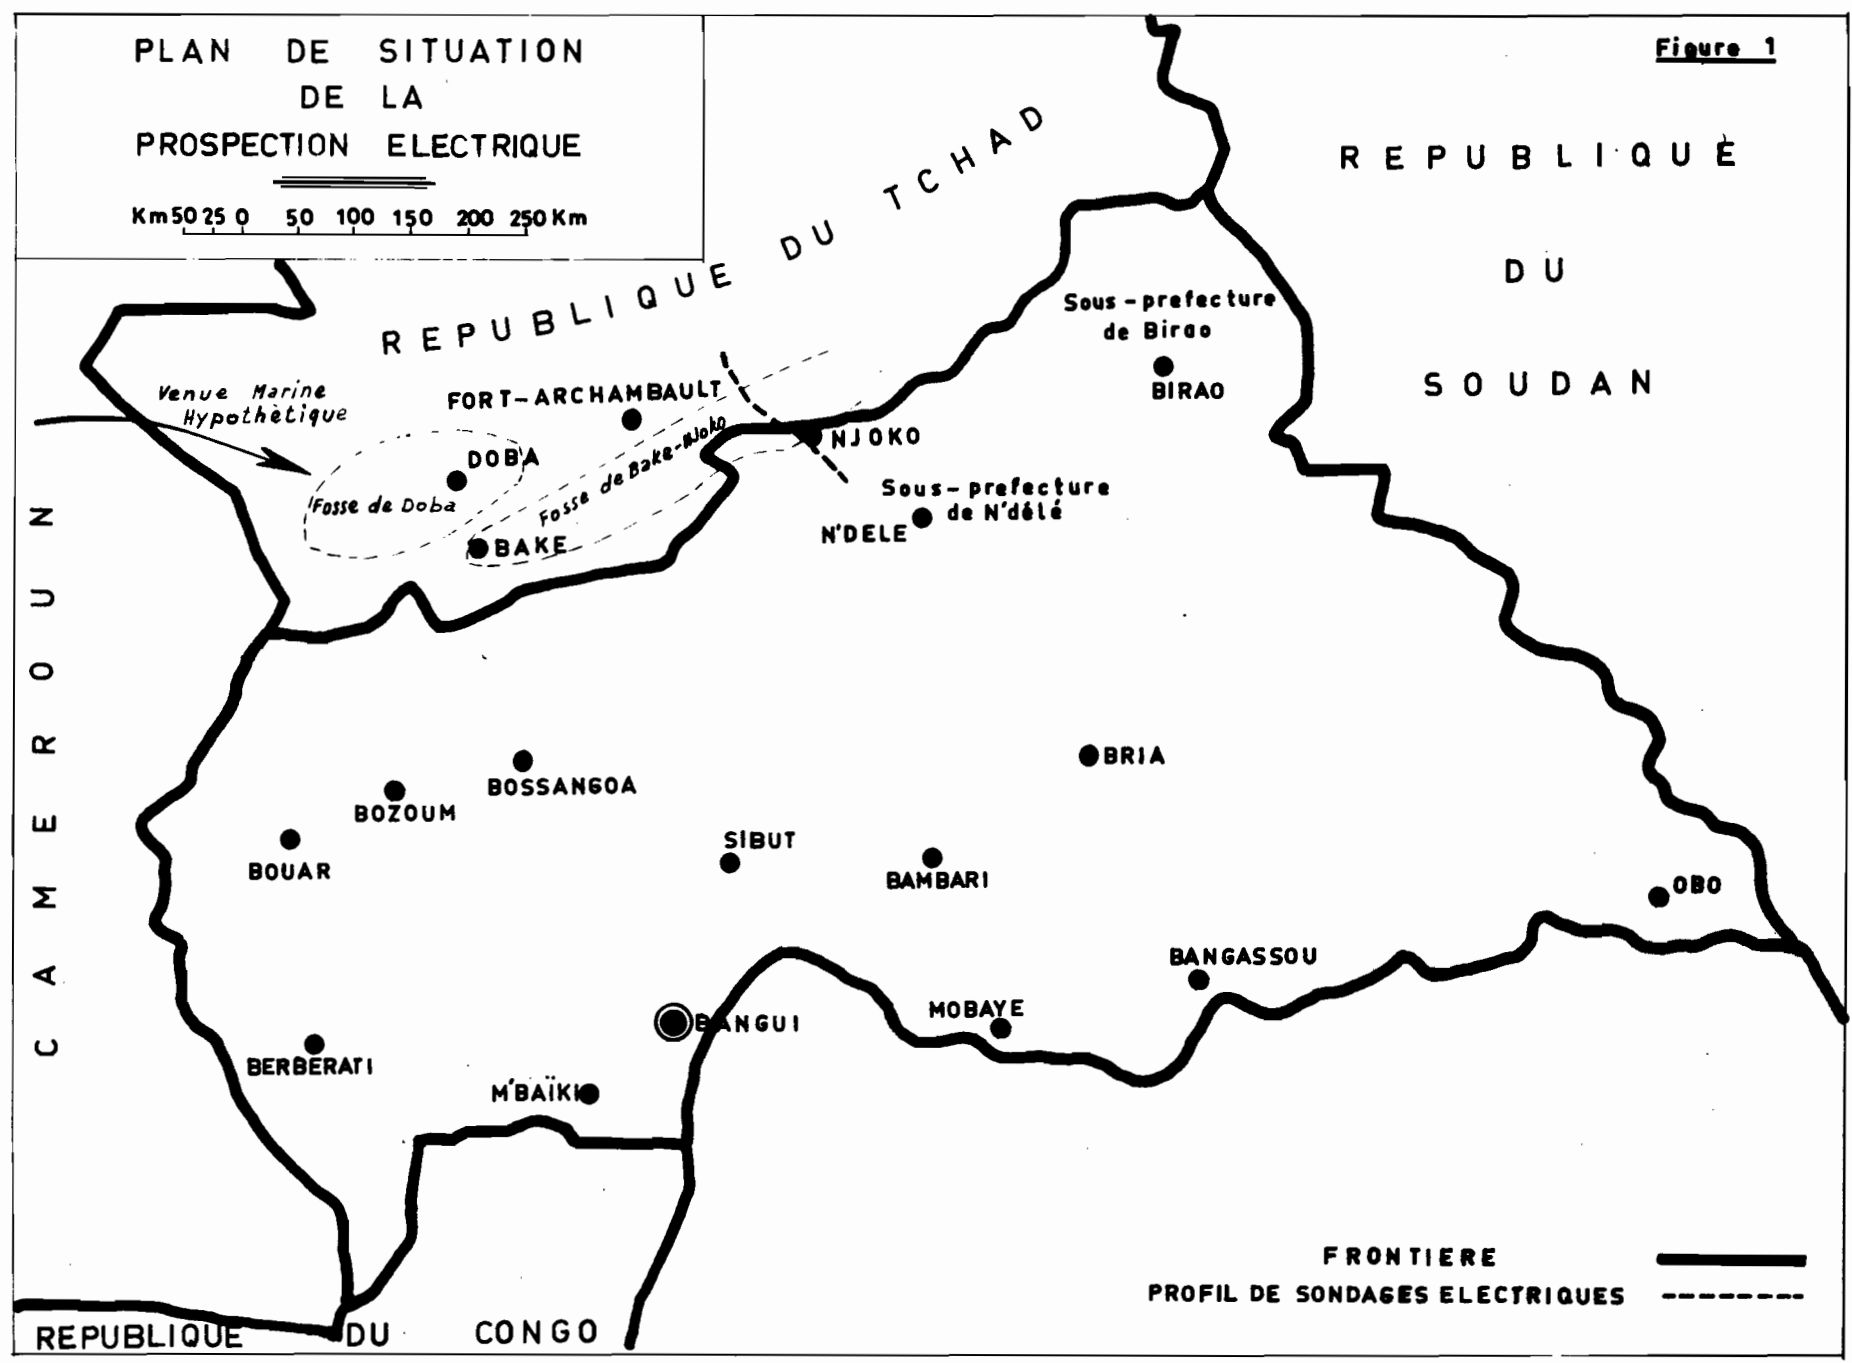 PLAN DE SITUATION
DE LA
PROSPECTION ELECTRIQUE
Km 50 25 0 50 100 150 200 250 Km
Figure 1
REPUBLIQUE
DU
SOUDAN
REPUBLIQUE DU TCHAD
Sous-prefecture
de Birao
BIRAO
Venue Marine
Hypothètique
FORT-ARCHAMBAULT
DOBA
Fosse de Doba
Fosse de Bake-Njoko
BAKE
NJOKO
Sous-prefecture
de N'délé
N'DELE
CAMEROUN
BRIA
BOSSANGOA
BOZOUM
SIBUT
BOUAR
BAMBARI
OBO
BANGASSOU
MOBAYE
BANGUI
BERBERATI
M'BAÏKI
FRONTIERE
PROFIL DE SONDAGES ELECTRIQUES
REPUBLIQUE DU CONGO